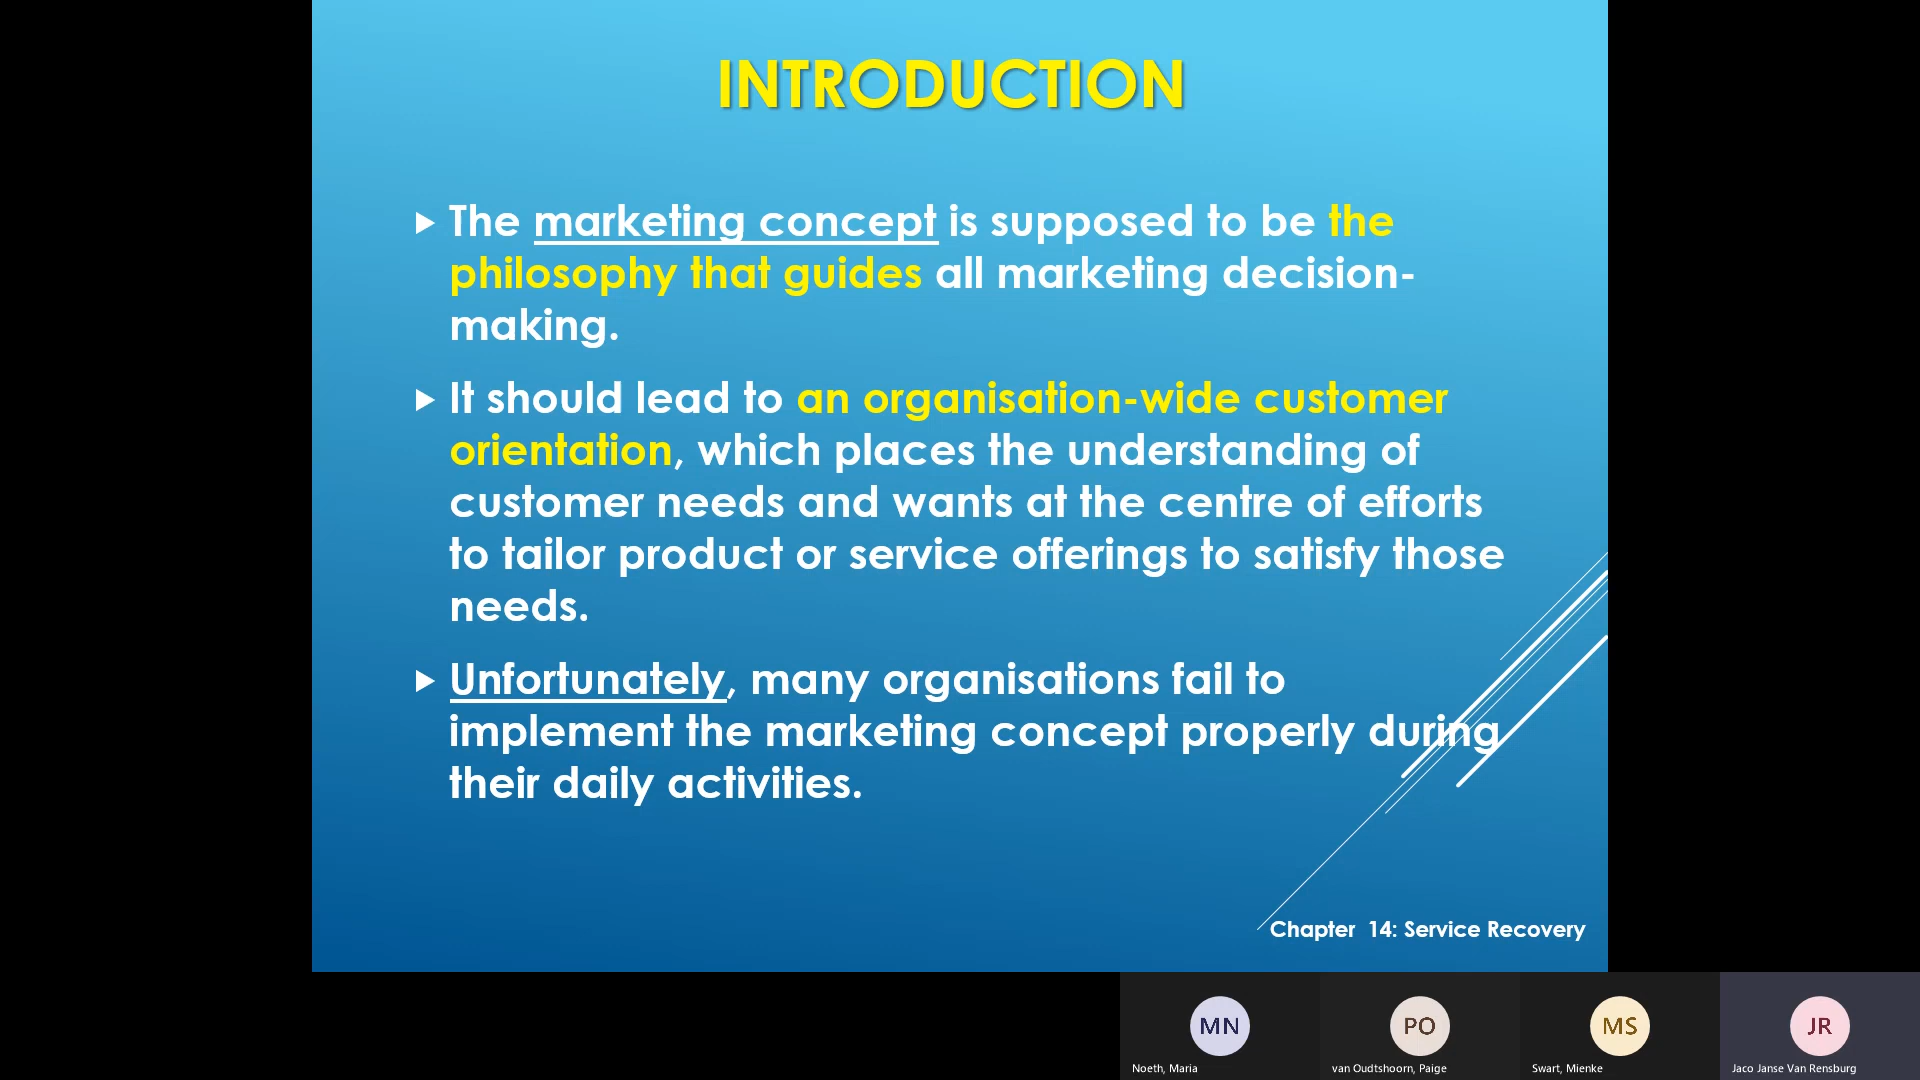 INTRODUCTION
The marketing concept is supposed to be the
philosophy that guides all marketing decision-
making.
It should lead to an organisation-wide customer
orientation, which places the understanding of
customer needs and wants at the centre of efforts
to tailor product or service offerings to satisfy those
needs.
Unfortunately, many organisations fail to
implement the marketing concept properly during
their daily activities.
Chapter 14: Service Recovery
MN
PO
MS
JR
Noeth, Maria
van Oudtshoorn, Paige
Swart, Mienke
Jaco Janse Van Rensburg